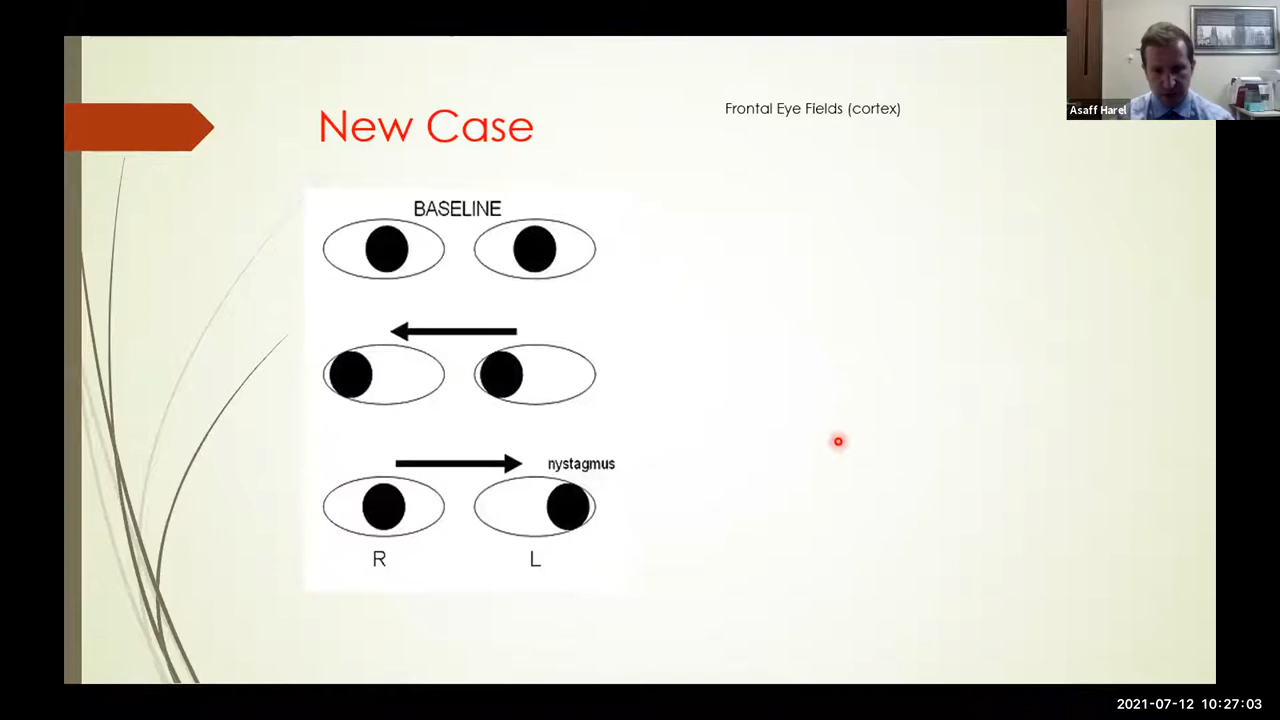 New Case
Frontal Eye Fields (cortex)
Asaff Harel
BASELINE
nystagmus
R
L
2021-07-12 10:27:03